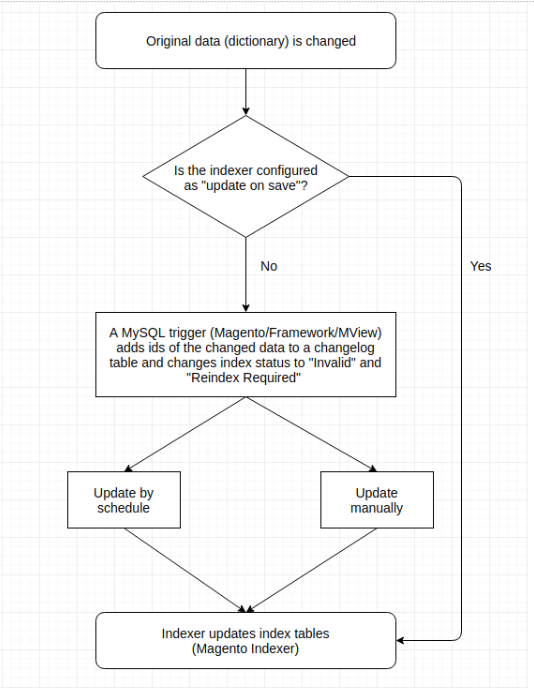 Original data (dictionary) is changed
Is the indexer configured
as "update on save"?
No
Yes
A MySQL trigger (Magento/Framework/MView)
adds ids of the changed data to a changelog
table and changes index status to "Invalid" and
"Reindex Required"
Update by
schedule
Update
manually
Indexer updates index tables
(Magento Indexer)